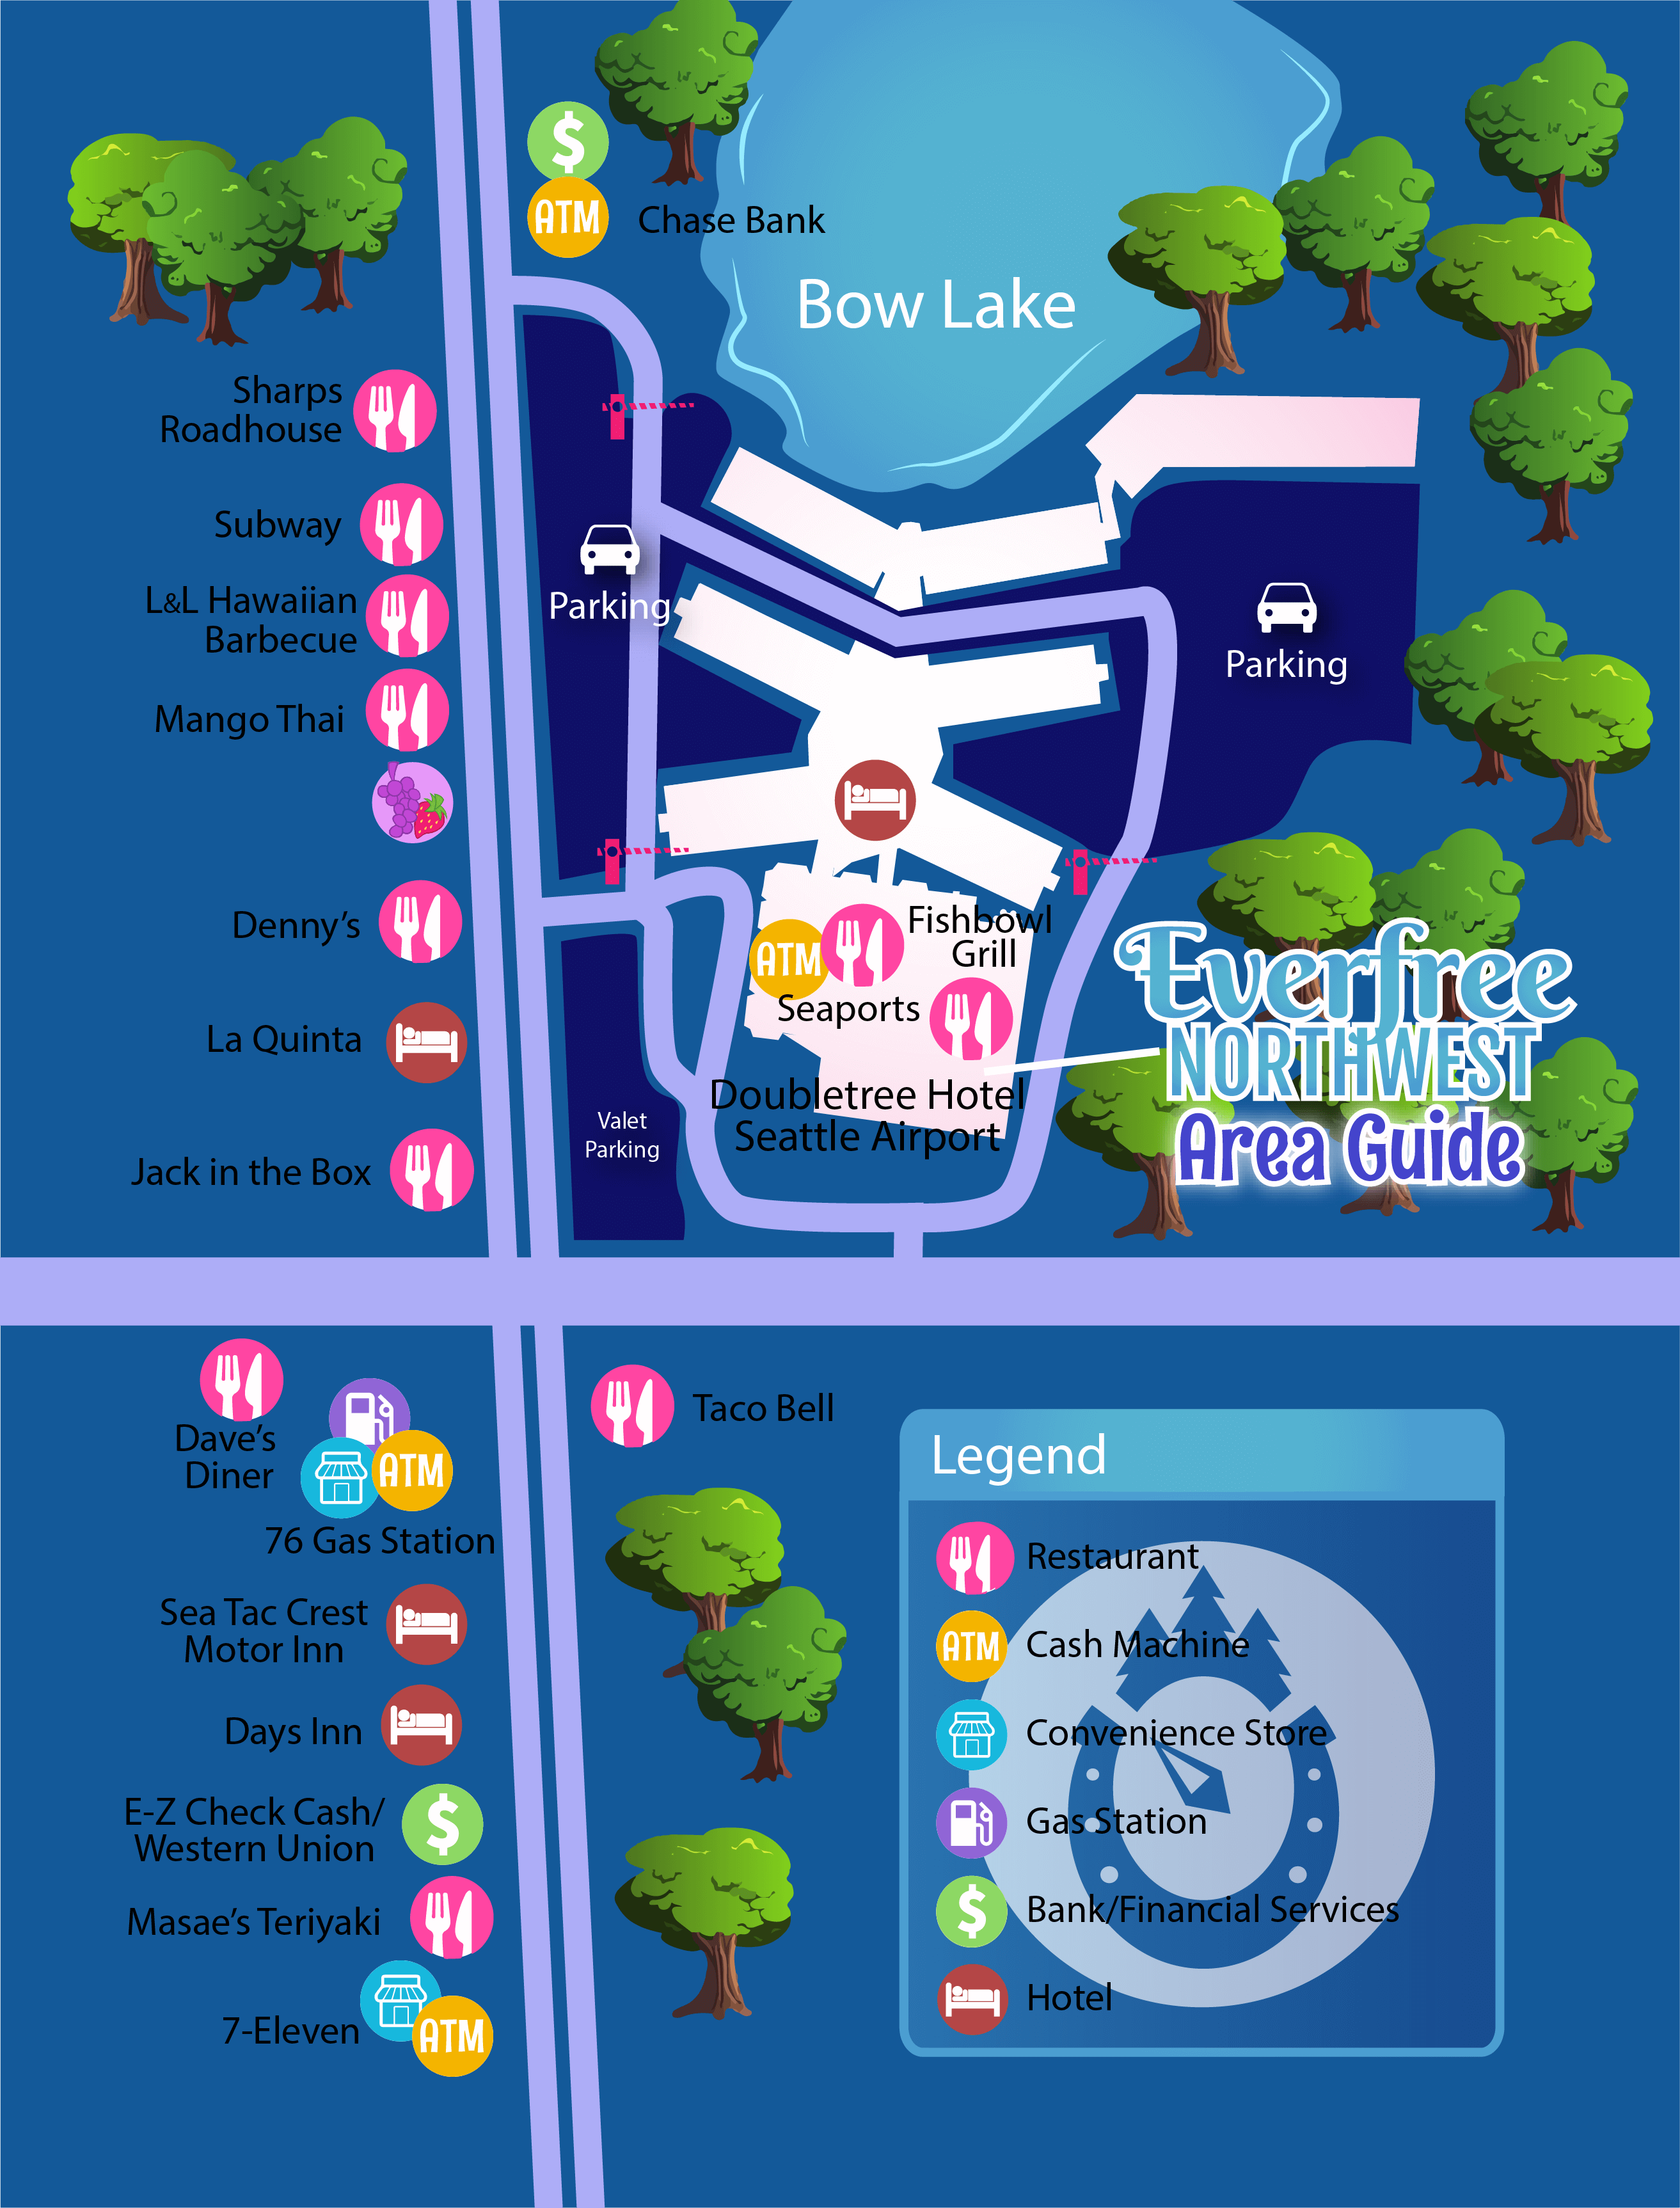 $
ATM
Chase Bank
Bow Lake
Sharps
Roadhouse
Subway
L&L Hawaiian
Barbecue
Mango Thai
Denny's
La Quinta
Jack in the Box
Parking
Parking
Valet
Parking
ATM
Fishbowl
Grill
Seaports
Doubletree Hotel
Seattle Airport
Everfree
NORTHWEST
Area Guide
Dave's
Diner
ATM
76 Gas Station
Taco Bell
Sea Tac Crest
Motor Inn
Days Inn
E-Z Check Cash/
Western Union
$
Masae's Teriyaki
7-Eleven
ATM
Legend
Restaurant
ATM
Cash Machine
Convenience Store
Gas Station
$
Bank/Financial Services
Hotel